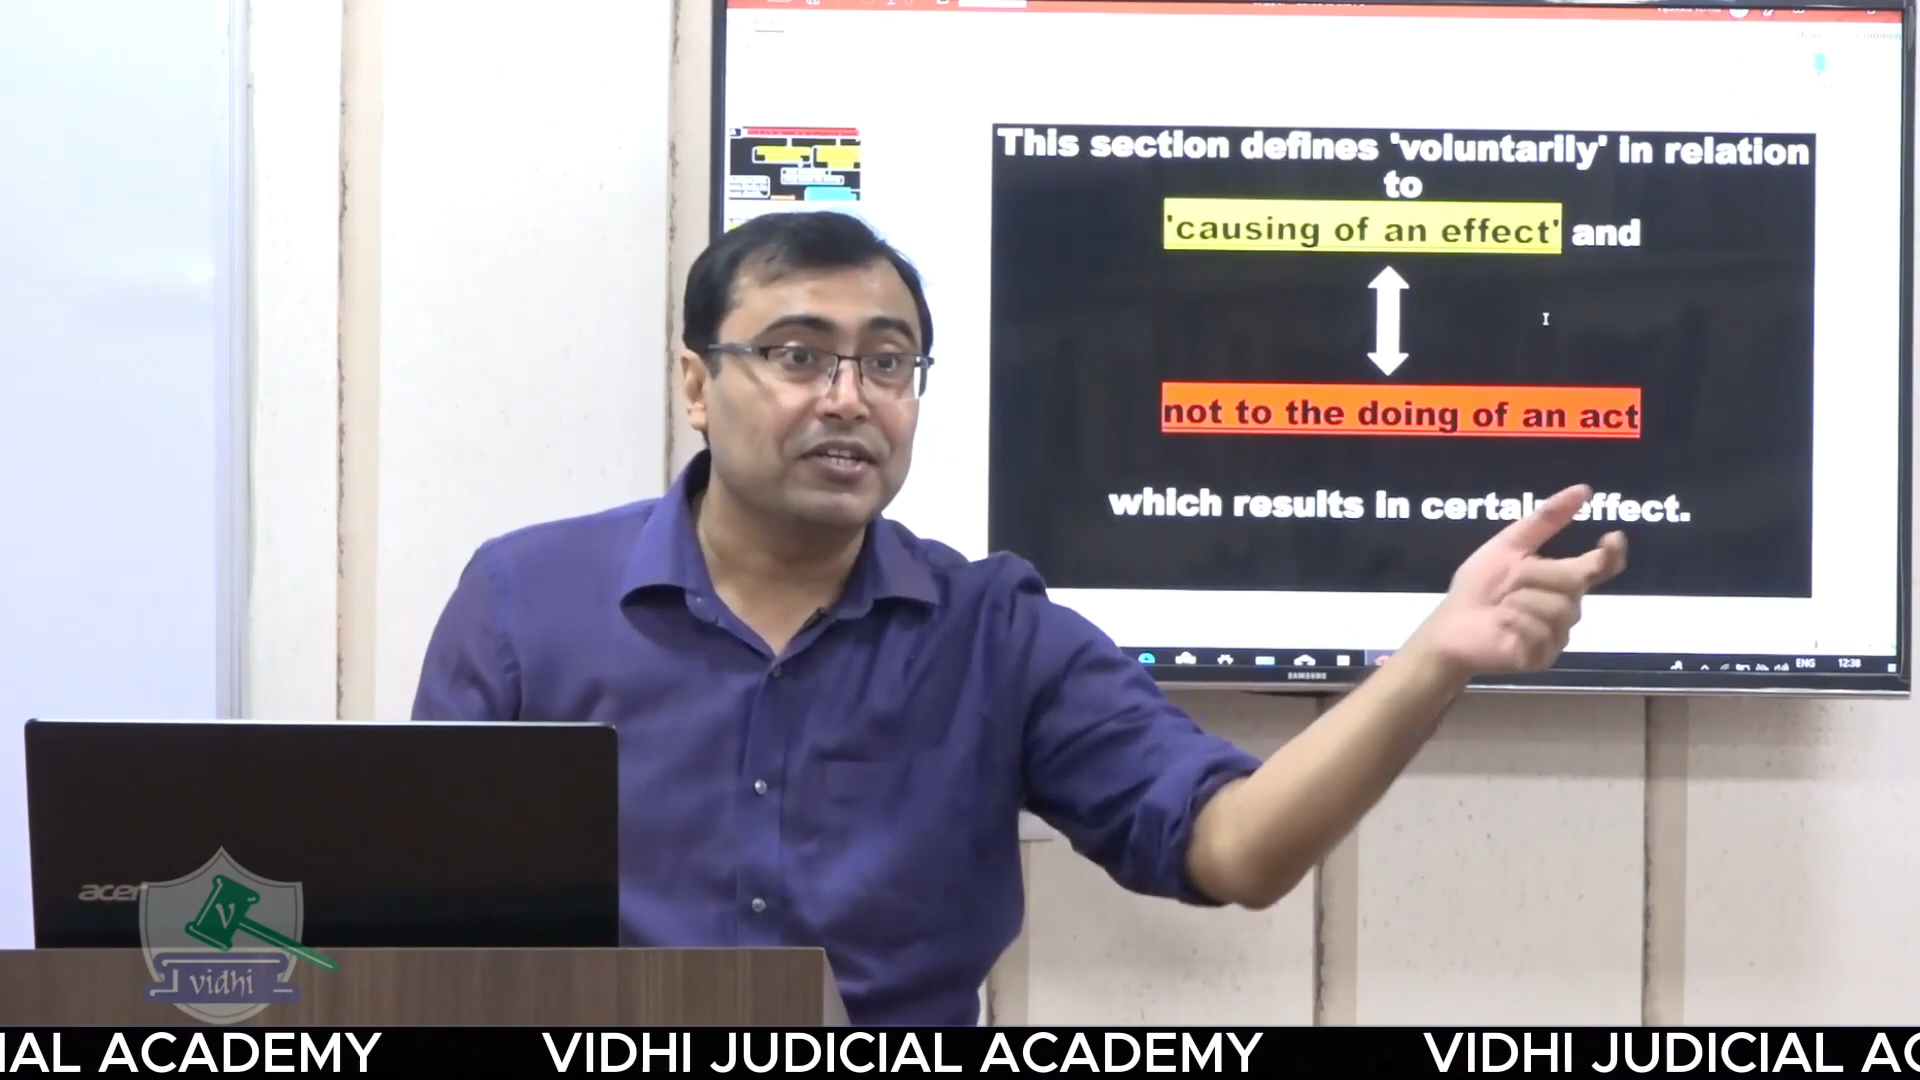 This section defines 'voluntarily' in relation
to
'causing of an effect' and
not to the doing of an act
which results in certain effect.
ENG 12:38
SAMSUNG
acer
V
vidhi
IAL ACADEMY VIDHI JUDICIAL ACADEMY VIDHI JUDICIAL AC